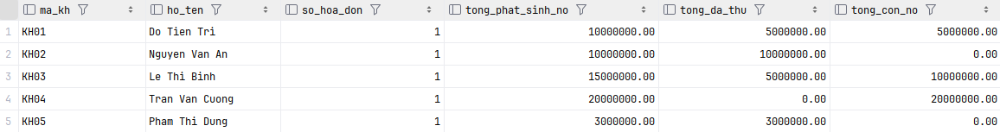 ma_kh ho_ten so_hoa_don tong_phat_sinh_no tong_da_thu tong_con_no
1 KH01 Do Tien Tri 1 10000000.00 5000000.00 5000000.00
2 KH02 Nguyen Van An 1 10000000.00 10000000.00 0.00
3 KH03 Le Thi Binh 1 15000000.00 5000000.00 10000000.00
4 KH04 Tran Van Cuong 1 20000000.00 0.00 20000000.00
5 KH05 Pham Thi Dung 1 3000000.00 3000000.00 0.00